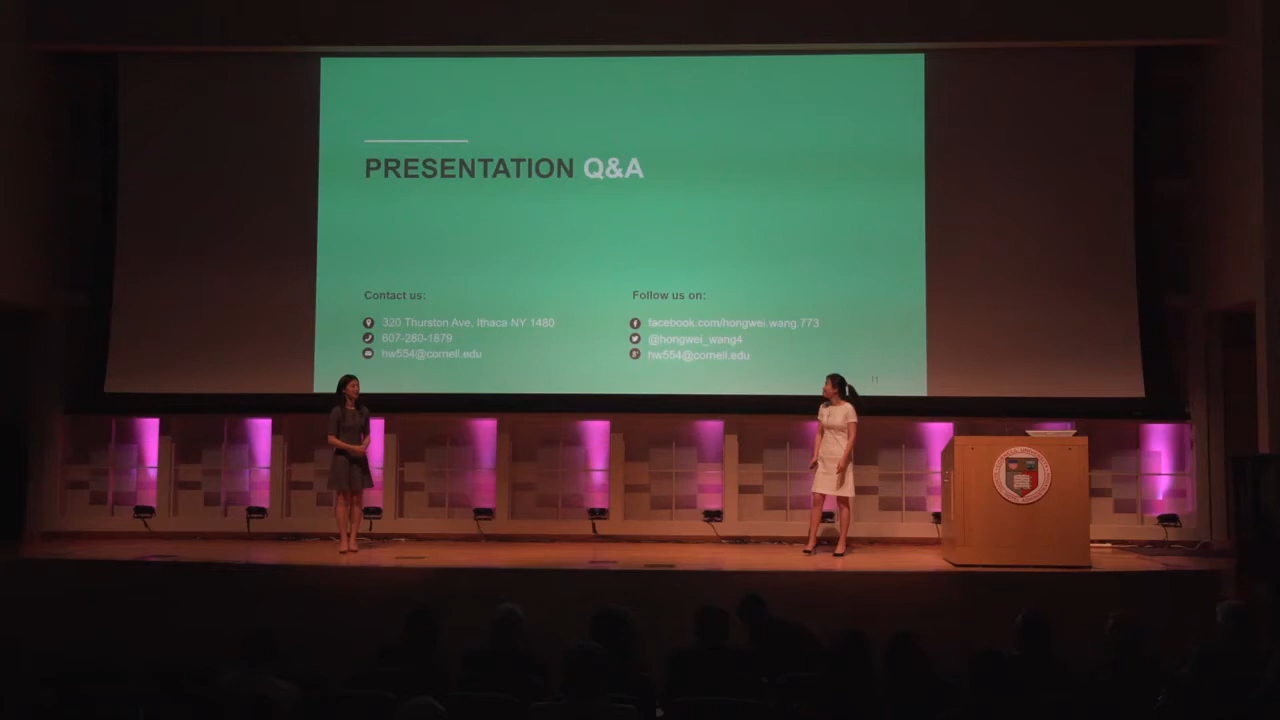 PRESENTATION Q&A
Contact us:
320 Thurston Ave, Ithaca NY 1480
607-280-1879
hw554@cornell.edu
Follow us on:
facebook.com/hongwei.wang.773
@hongwei_wang4
hw554@cornell.edu
11